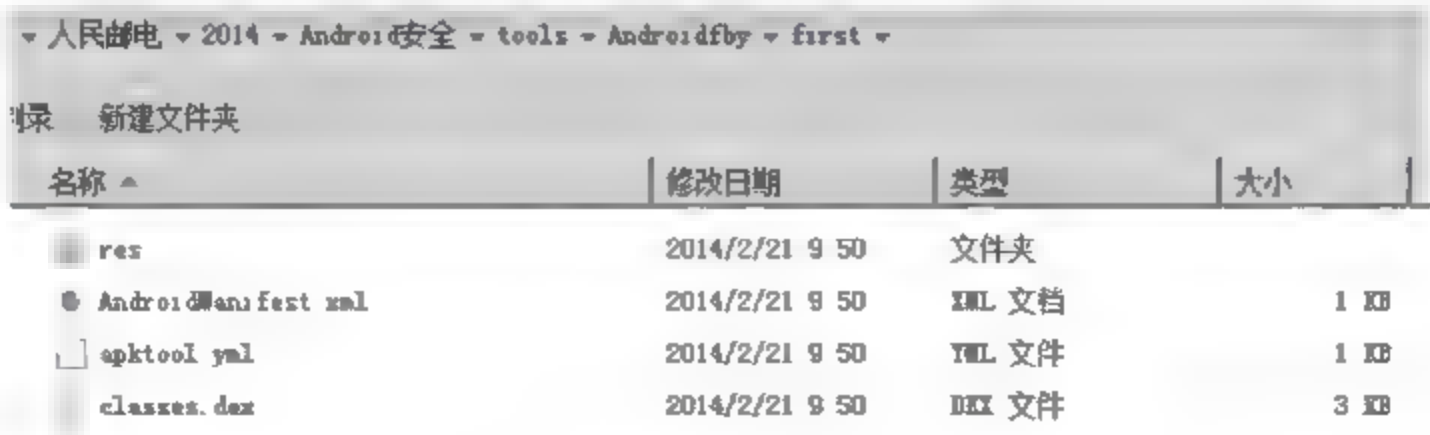 人民邮电 2014 Android安全 tools Androidfby first
刻录 新建文件夹
名称 修改日期 类型 大小
res 2014/2/21 9 50 文件夹
AndroidManifest xml 2014/2/21 9 50 XML 文档 1 KB
apktool yml 2014/2/21 9 50 YML 文件 1 KB
classes.dex 2014/2/21 9 50 DEX 文件 3 KB